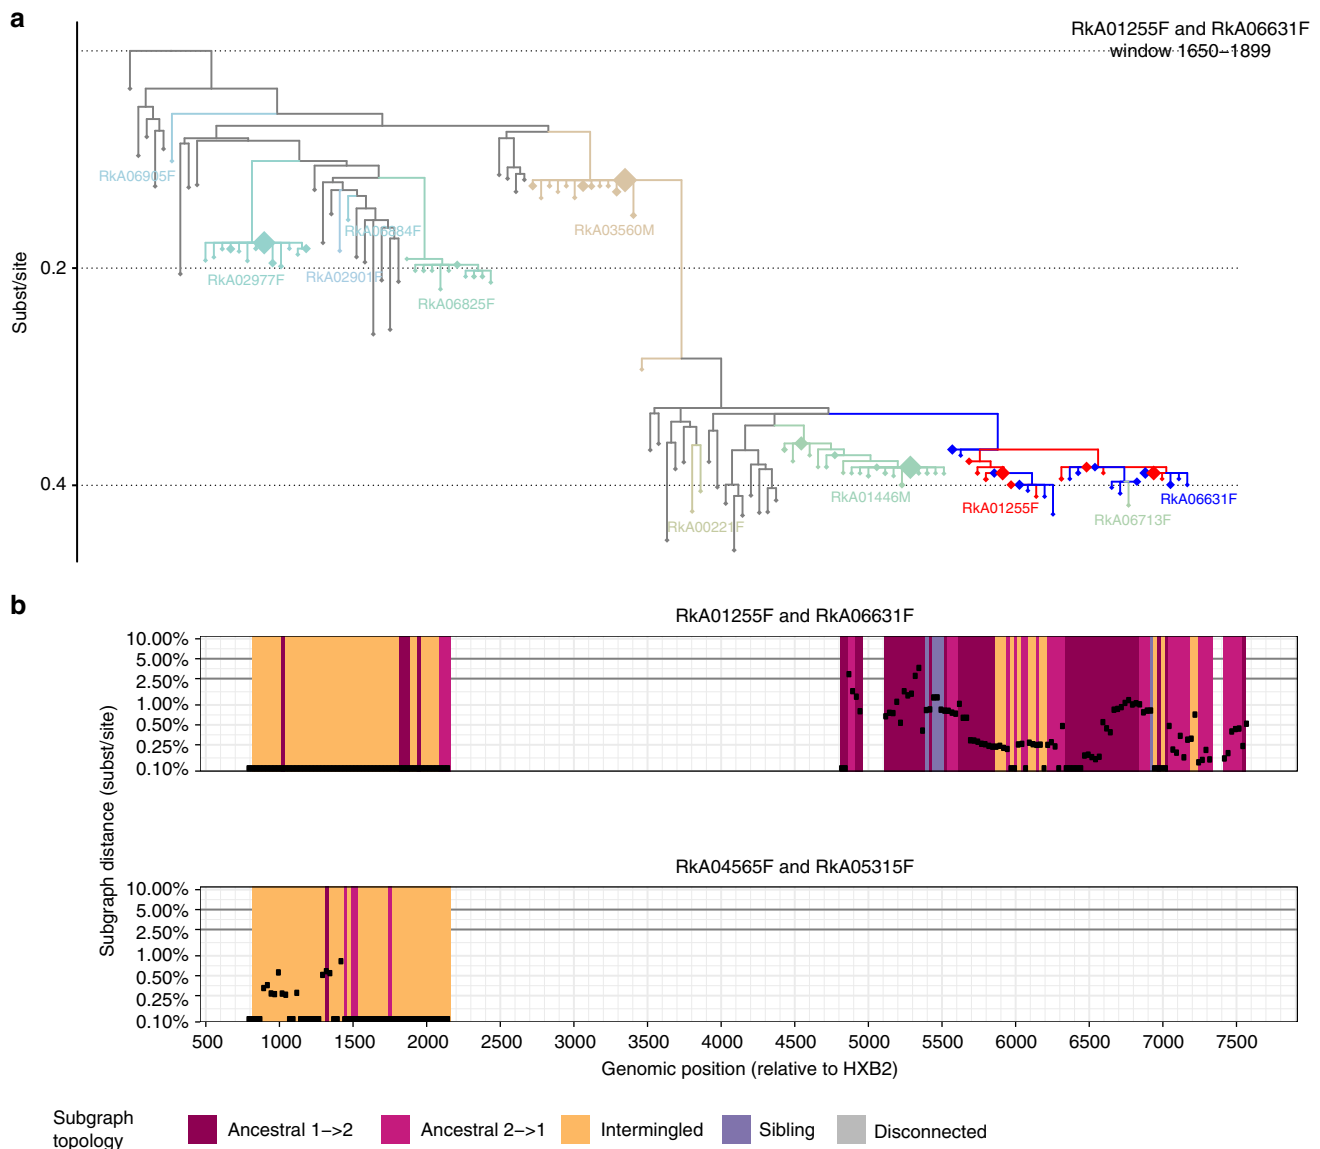 a
RkA01255F and RkA06631F
window 1650–1899
Subst/site
0.2
0.4
RkA06905F
RkA02977F
RkA02901F
RkA06884F
RkA06825F
RkA03560M
RkA00221F
RkA01446M
RkA01255F
RkA06713F
RkA06631F
b
RkA01255F and RkA06631F
10.00%
5.00%
2.50%
1.00%
0.50%
0.25%
0.10%
Subgraph distance (subst/site)
RkA04565F and RkA05315F
10.00%
5.00%
2.50%
1.00%
0.50%
0.25%
0.10%
500 1000 1500 2000 2500 3000 3500 4000 4500 5000 5500 6000 6500 7000 7500
Genomic position (relative to HXB2)
Subgraph
topology
Ancestral 1–>2 Ancestral 2–>1 Intermingled Sibling Disconnected